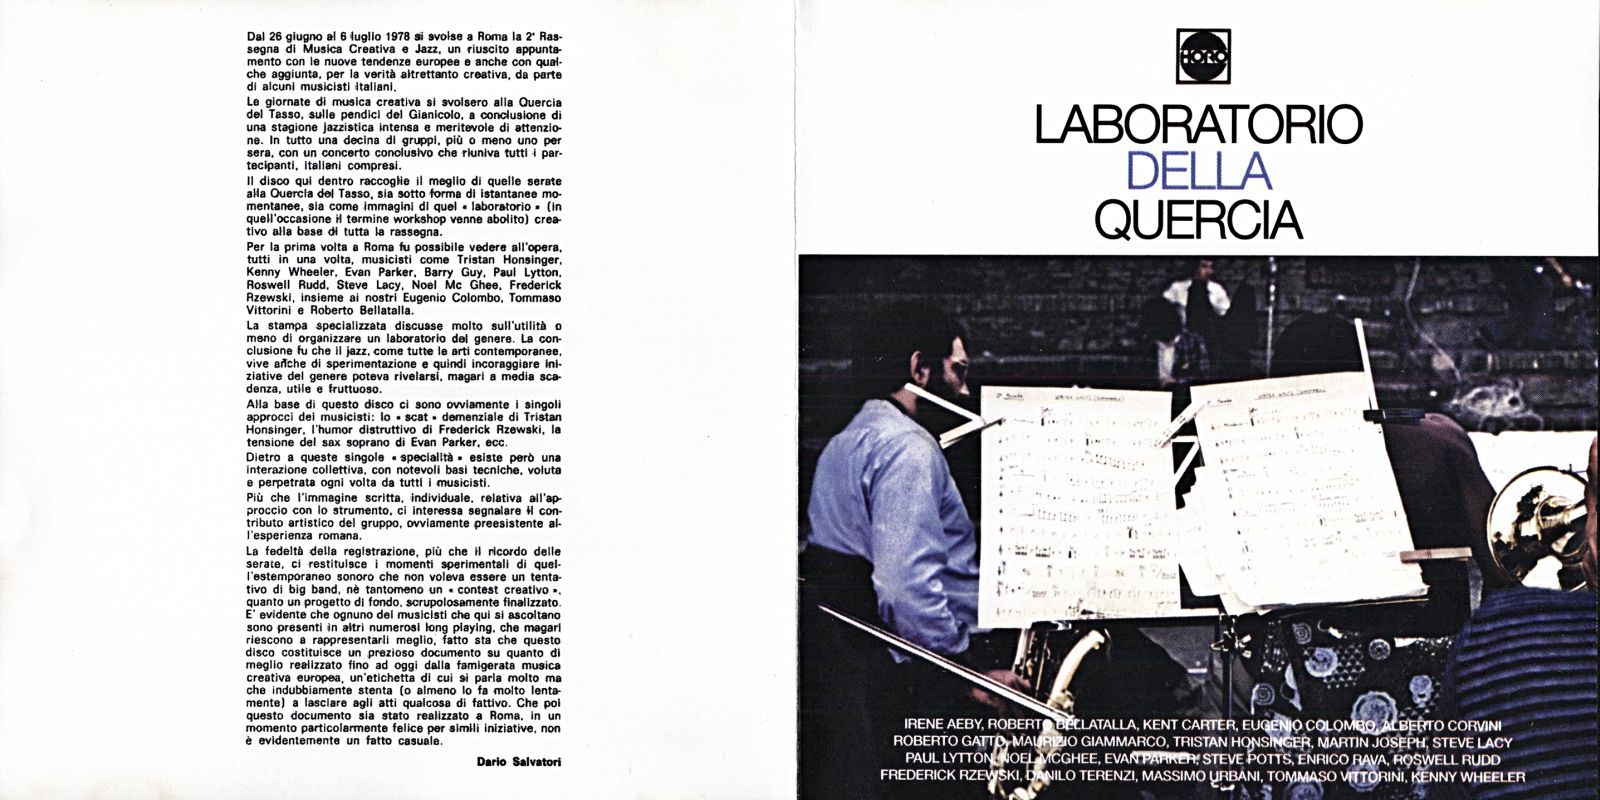 Dal 26 giugno al 6 luglio 1978 si svolse a Roma la 2ª Ras-
segna di Musica Creativa e Jazz, un riuscito appunta-
mento con le nuove tendenze europee e anche con qual-
che aggiunta, per la verità altrettanto creativa, da parte
di alcuni musicisti italiani.
Le giornate di musica creativa si svolsero alla Quercia
del Tasso, sulle pendici del Gianicolo, a conclusione di
una stagione jazzistica intensa e meritevole di attenzio-
ne. In tutto una decina di gruppi, più o meno uno per
sera, con un concerto conclusivo che riuniva tutti i par-
tecipanti, italiani compresi.
Il disco qui dentro raccoglie il meglio di quelle serate
alla Quercia del Tasso, sia sotto forma di istantanee mo-
mentanee, sia come immagini di quel « laboratorio » (in
quell'occasione il termine workshop venne abolito) crea-
tivo alla base di tutta la rassegna.
Per la prima volta a Roma fu possibile vedere all'opera,
tutti in una volta, musicisti come Tristan Honsinger,
Kenny Wheeler, Evan Parker, Barry Guy, Paul Lytton,
Roswell Rudd, Steve Lacy, Noel Mc Ghee, Frederick
Rzewski, insieme ai nostri Eugenio Colombo, Tommaso
Vittorini e Roberto Bellatalla.
La stampa specializzata discusse molto sull'utilità o
meno di organizzare un laboratorio del genere. La con-
clusione fu che il jazz, come tutte le arti contemporanee,
vive anche di sperimentazione e quindi incoraggiare ini-
ziative del genere poteva rivelarsi, magari a media sca-
denza, utile e fruttuoso.
Alla base di questo disco ci sono ovviamente i singoli
approcci dei musicisti: lo « scat » demenziale di Tristan
Honsinger, l'humor distruttivo di Frederick Rzewski, la
tensione del sax soprano di Evan Parker, ecc.
Dietro a queste singole « specialità » esiste però una
interazione collettiva, con notevoli basi tecniche, voluta
e perpetrata ogni volta da tutti i musicisti.
Più che l'immagine scritta, individuale, relativa all'ap-
proccio con lo strumento, ci interessa segnalare il con-
tributo artistico del gruppo, ovviamente preesistente al-
l'esperienza romana.
La fedeltà della registrazione, più che il ricordo delle
serate, ci restituisce i momenti sperimentali di quel-
l'estemporaneo sonoro che non voleva essere un tenta-
tivo di big band, nè tantomeno un « contest creativo »,
quanto un progetto di fondo, scrupolosamente finalizzato.
E' evidente che ognuno dei musicisti che qui si ascoltano
sono presenti in altri numerosi long playing, che magari
riescono a rappresentarli meglio, fatto sta che questo
disco costituisce un prezioso documento su quanto di
meglio realizzato fino ad oggi dalla famigerata musica
creativa europea, un'etichetta di cui si parla molto ma
che indubbiamente stenta (o almeno lo fa molto lenta-
mente) a lasciare agli atti qualcosa di fattivo. Che poi
questo documento sia stato realizzato a Roma, in un
momento particolarmente felice per simili iniziative, non
è evidentemente un fatto casuale.
Dario Salvatori
HORO
LABORATORIO
DELLA
QUERCIA
IRENE AEBY, ROBERTO BELLATALLA, KENT CARTER, EUGENIO COLOMBO, ALBERTO CORVINI
ROBERTO GATTO, MAURIZIO GIAMMARCO, TRISTAN HONSINGER, MARTIN JOSEPH, STEVE LACY
PAUL LYTTON, NOEL MCGHEE, EVAN PARKER, STEVE POTTS, ENRICO RAVA, ROSWELL RUDD
FREDERICK RZEWSKI, DANILO TERENZI, MASSIMO URBANI, TOMMASO VITTORINI, KENNY WHEELER